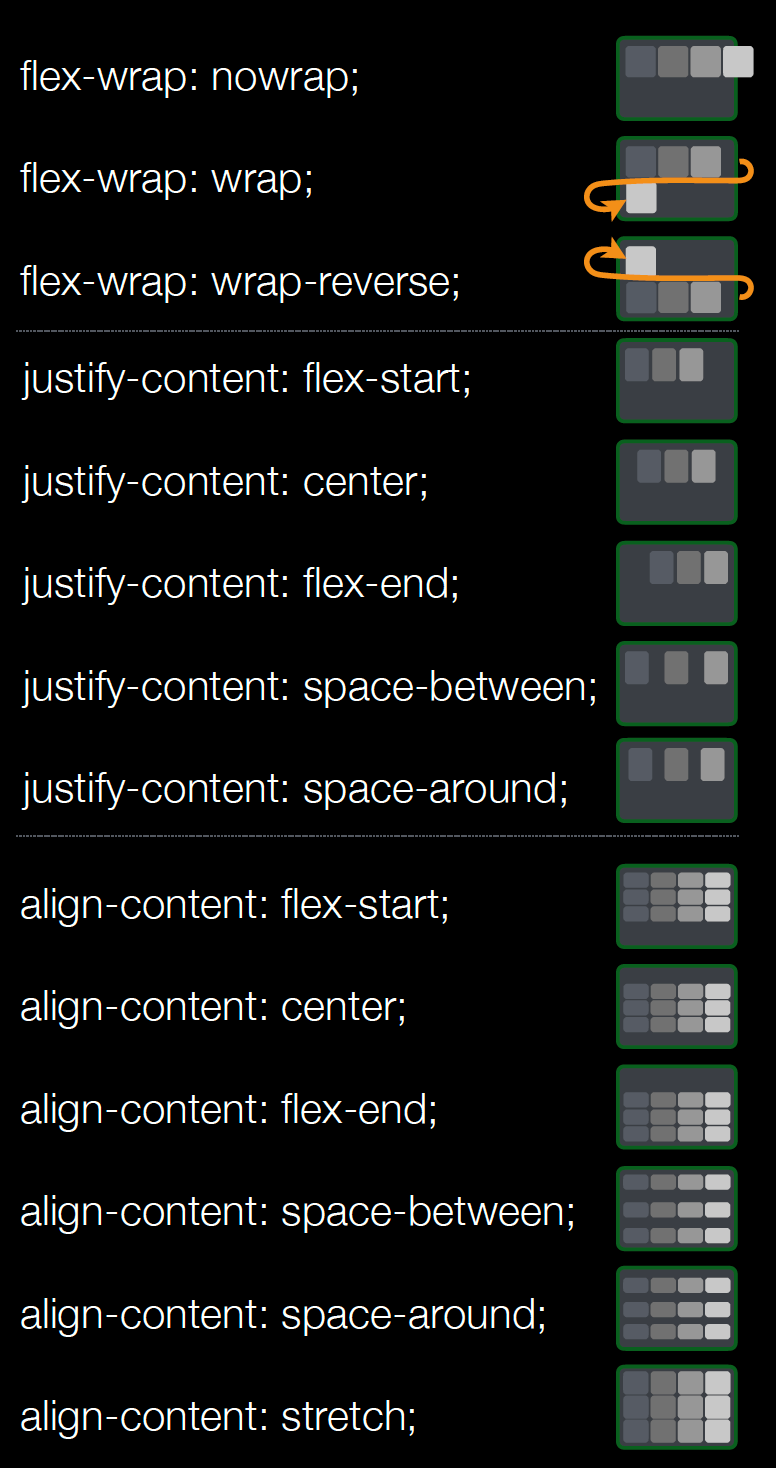 flex-wrap: nowrap;
flex-wrap: wrap;
flex-wrap: wrap-reverse;
justify-content: flex-start;
justify-content: center;
justify-content: flex-end;
justify-content: space-between;
justify-content: space-around;
align-content: flex-start;
align-content: center;
align-content: flex-end;
align-content: space-between;
align-content: space-around;
align-content: stretch;